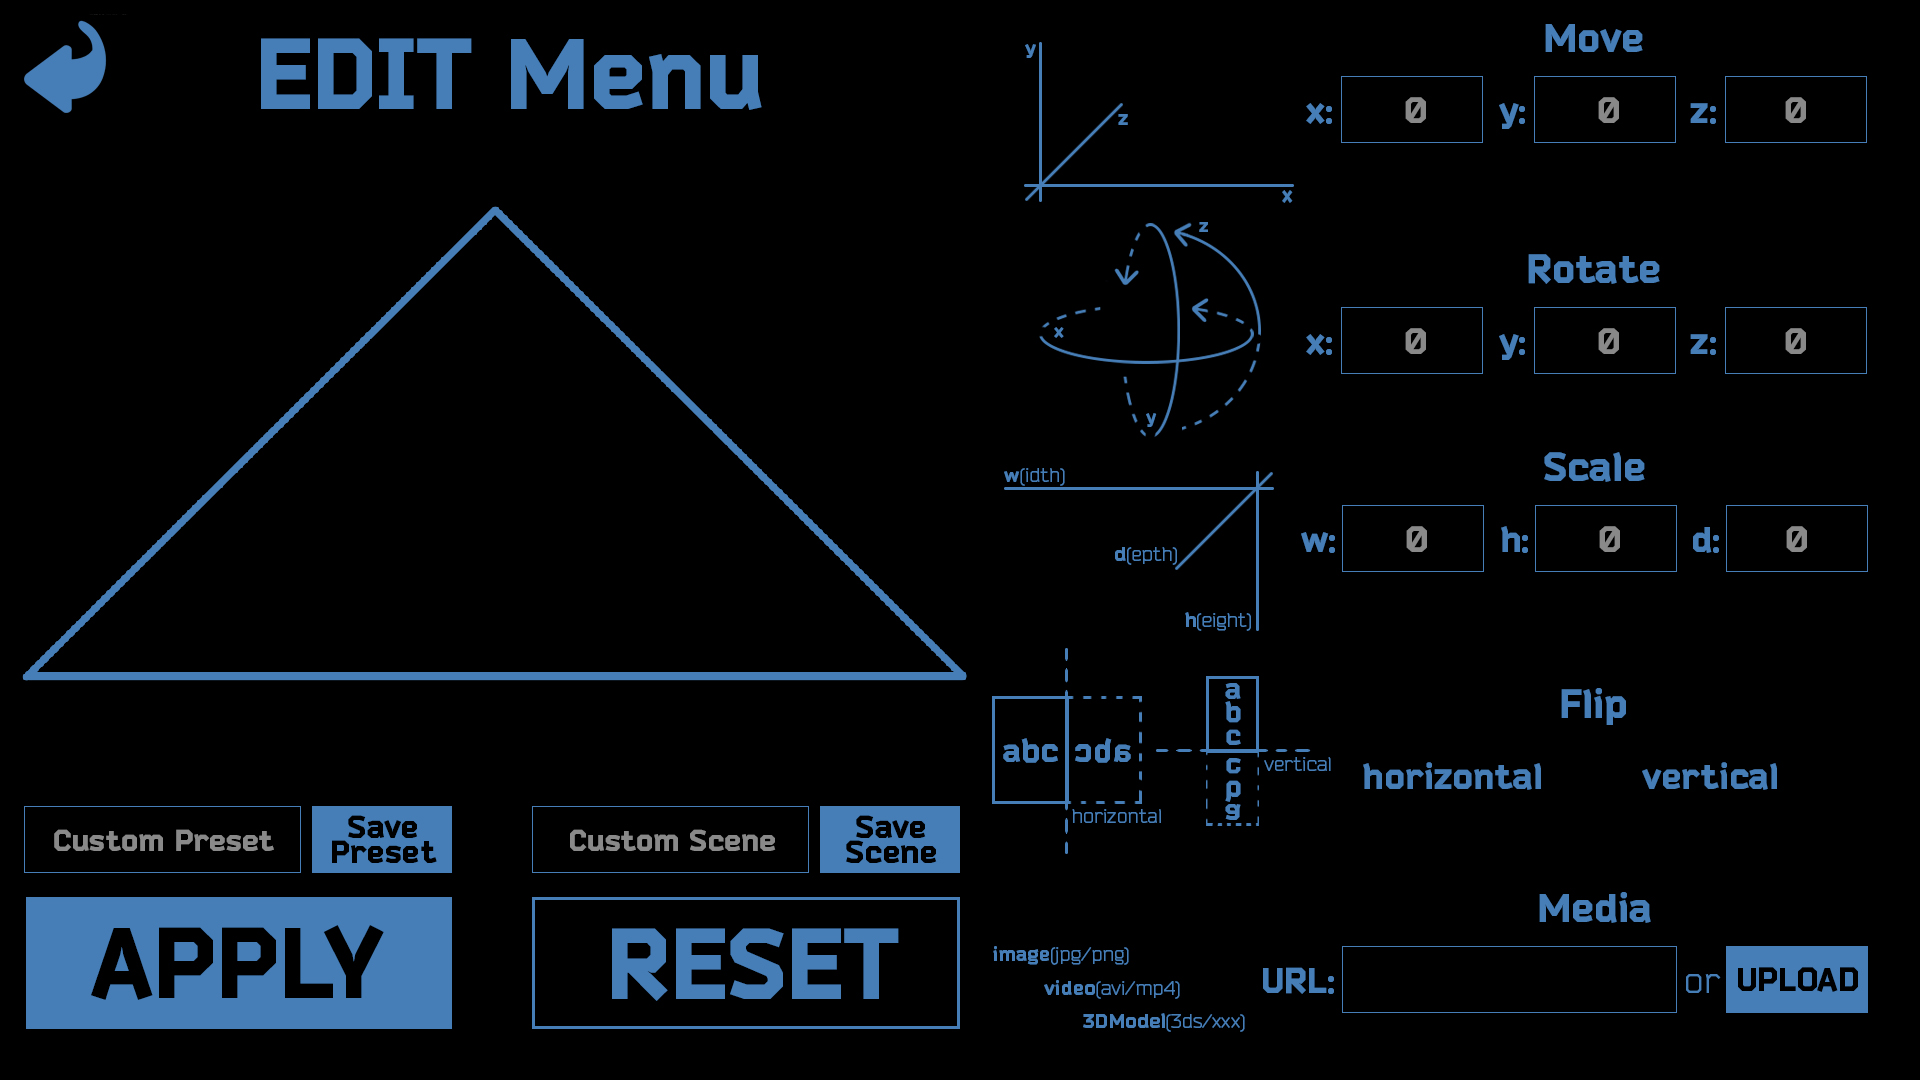 EDIT Menu
y
z
x
Move
x: 0 y: 0 z: 0
z
x
y
Rotate
x: 0 y: 0 z: 0
w(idth)
d(epth)
h(eight)
Scale
w: 0 h: 0 d: 0
abc abc
horizontal
a
b
c
c
b
a
vertical
Flip
horizontal vertical
Custom Preset
Save
Preset
Custom Scene
Save
Scene
APPLY
RESET
Media
image(jpg/png)
video(avi/mp4)
3DModel(3ds/xxx)
URL: or UPLOAD